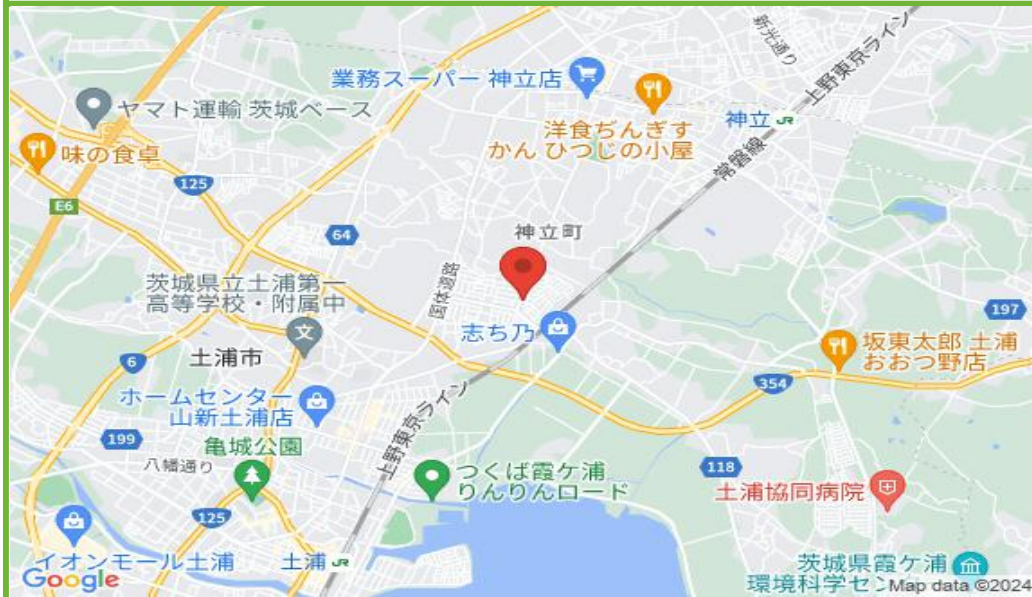 新光通り
上野東京ライン
業務スーパー 神立店
ヤマト運輸 茨城ベース
洋食ぢんぎす
かん ひつじの小屋
神立 JR
常磐線
味の食卓
125
E6
64
神立町
茨城県立土浦第一
高等学校・附属中
国体道路
文
197
志ち乃
坂東太郎 土浦
おおつ野店
土浦市
6
354
ホームセンター
山新土浦店
上野東京ライン
199
亀城公園
八幡通り
118
つくば霞ケ浦
りんりんロード
土浦協同病院
125
イオンモール土浦
土浦 JR
茨城県霞ケ浦
環境科学セン
Google
Map data ©2024